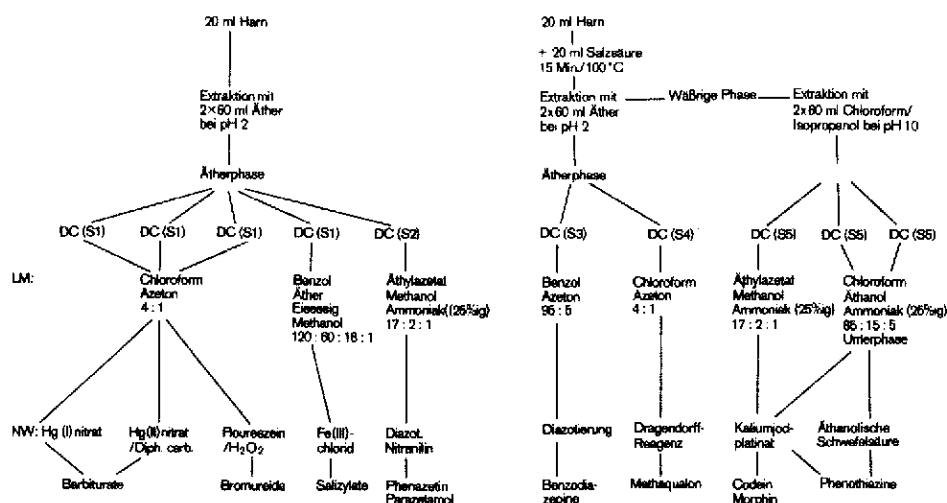 20 ml Harn
20 ml Harn
+ 20 ml Salzsäure
15 Min./100 °C
Extraktion mit
2×60 ml Äther
bei pH 2
Extraktion mit
2x60 ml Äther
bei pH 2
Wäßrige Phase
Extraktion mit
2x60 ml Chloroform/
Isopropanol bei pH 10
Ätherphase
Ätherphase
DC (S1) DC (S1) DC (S1) DC (S1) DC (S2) DC (S3) DC (S4) DC (S5) DC (S5) DC (S5)
LM:
Chloroform
Azeton
4 : 1
Benzol
Äther
Eisessig
Methanol
120 : 60 : 18 : 1
Äthylazetat
Methanol
Ammoniak((25%ig)
17 : 2 : 1
Benzol
Azeton
95 : 5
Chloroform
Azeton
4 : 1
Äthylazetat
Methanol
Ammoniak (25%ig)
17 : 2 : 1
Chloroform
Äthanol
Ammoniak (25%ig)
85 : 15 : 5
Unterphase
NW: Hg (I) nitrat
Hg(II) nitrat
/Diph. carb.
Floureszein
/H2O2
Fe(III)-
chlorid
Diazot.
Nitranilin
Diazotierung
Dragendorff-
Reagenz
Kaliumjod-
platinat
Äthanolische
Schwefelsäure
Barbiturate
Bromureide
Salizylate
Phenazetin
Parazetamol
Benzodia-
zepine
Methaqualon
Codein
Morphin
Phenothiazine